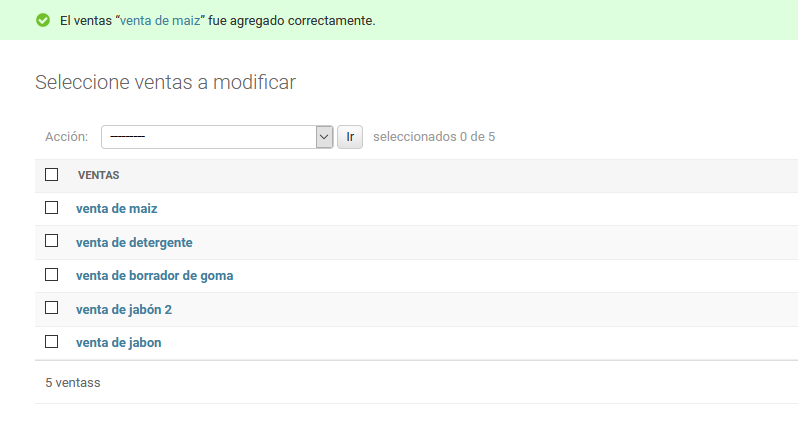 El ventas “venta de maiz” fue agregado correctamente.
Seleccione ventas a modificar
Acción: --------- Ir seleccionados 0 de 5
VENTAS
venta de maiz
venta de detergente
venta de borrador de goma
venta de jabón 2
venta de jabon
5 ventass